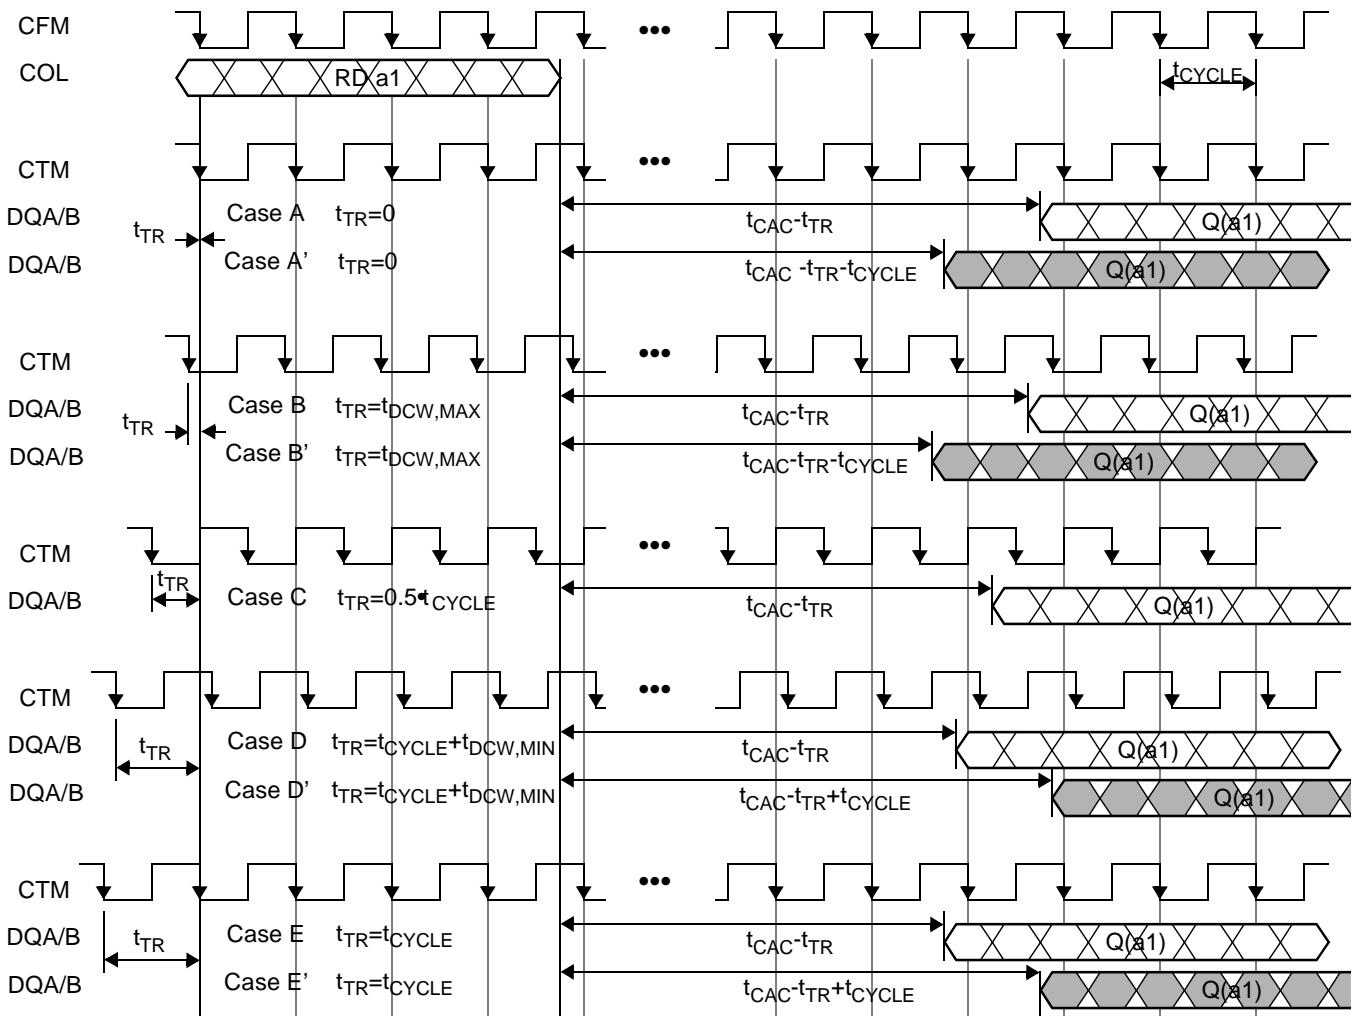 CFM •••
COL RD a1 tCYCLE
CTM •••
DQA/B Case A tTR=0 tCAC-tTR Q(a1)
tTR
DQA/B Case A' tTR=0 tCAC -tTR-tCYCLE Q(a1)
CTM •••
DQA/B Case B tTR=tDCW,MAX tCAC-tTR Q(a1)
tTR
DQA/B Case B' tTR=tDCW,MAX tCAC-tTR-tCYCLE Q(a1)
CTM •••
tTR
DQA/B Case C tTR=0.5•tCYCLE tCAC-tTR Q(a1)
CTM •••
DQA/B tTR Case D tTR=tCYCLE+tDCW,MIN tCAC-tTR Q(a1)
DQA/B Case D' tTR=tCYCLE+tDCW,MIN tCAC-tTR+tCYCLE Q(a1)
CTM •••
DQA/B tTR Case E tTR=tCYCLE tCAC-tTR Q(a1)
DQA/B Case E' tTR=tCYCLE tCAC-tTR+tCYCLE Q(a1)